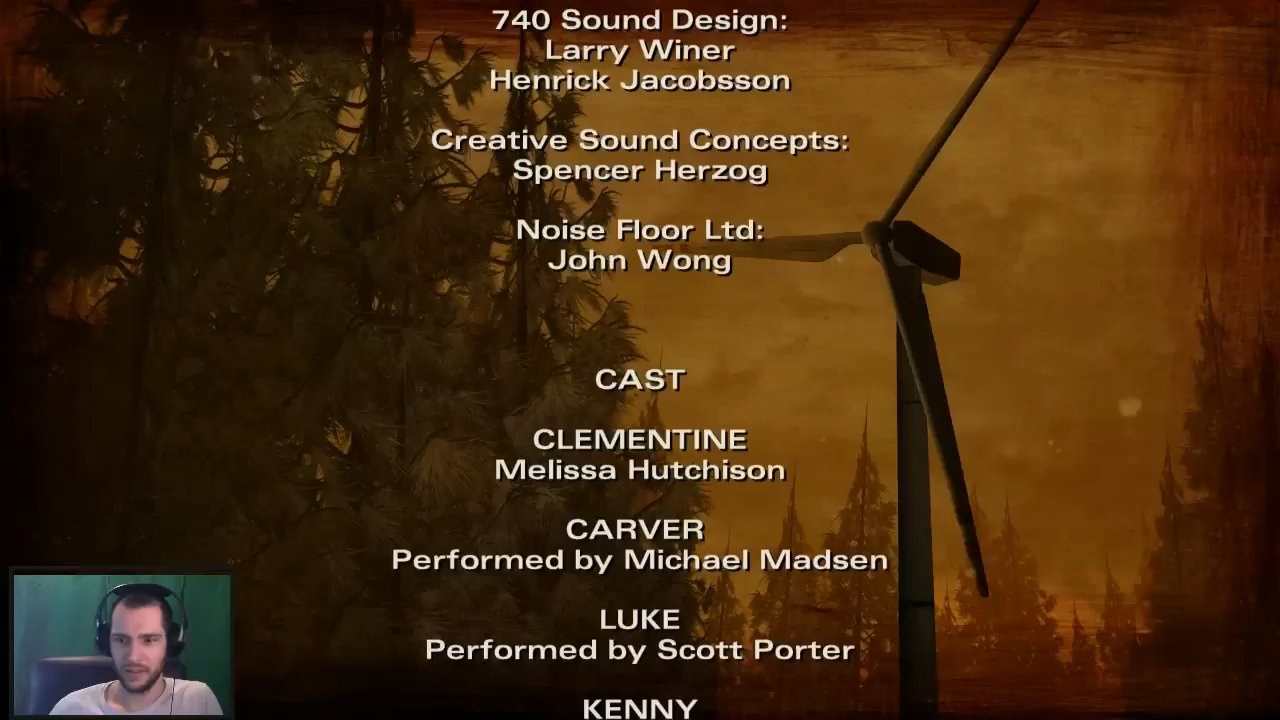 740 Sound Design:
Larry Winer
Henrick Jacobsson
Creative Sound Concepts:
Spencer Herzog
Noise Floor Ltd:
John Wong
CAST
CLEMENTINE
Melissa Hutchison
CARVER
Performed by Michael Madsen
LUKE
Performed by Scott Porter
KENNY